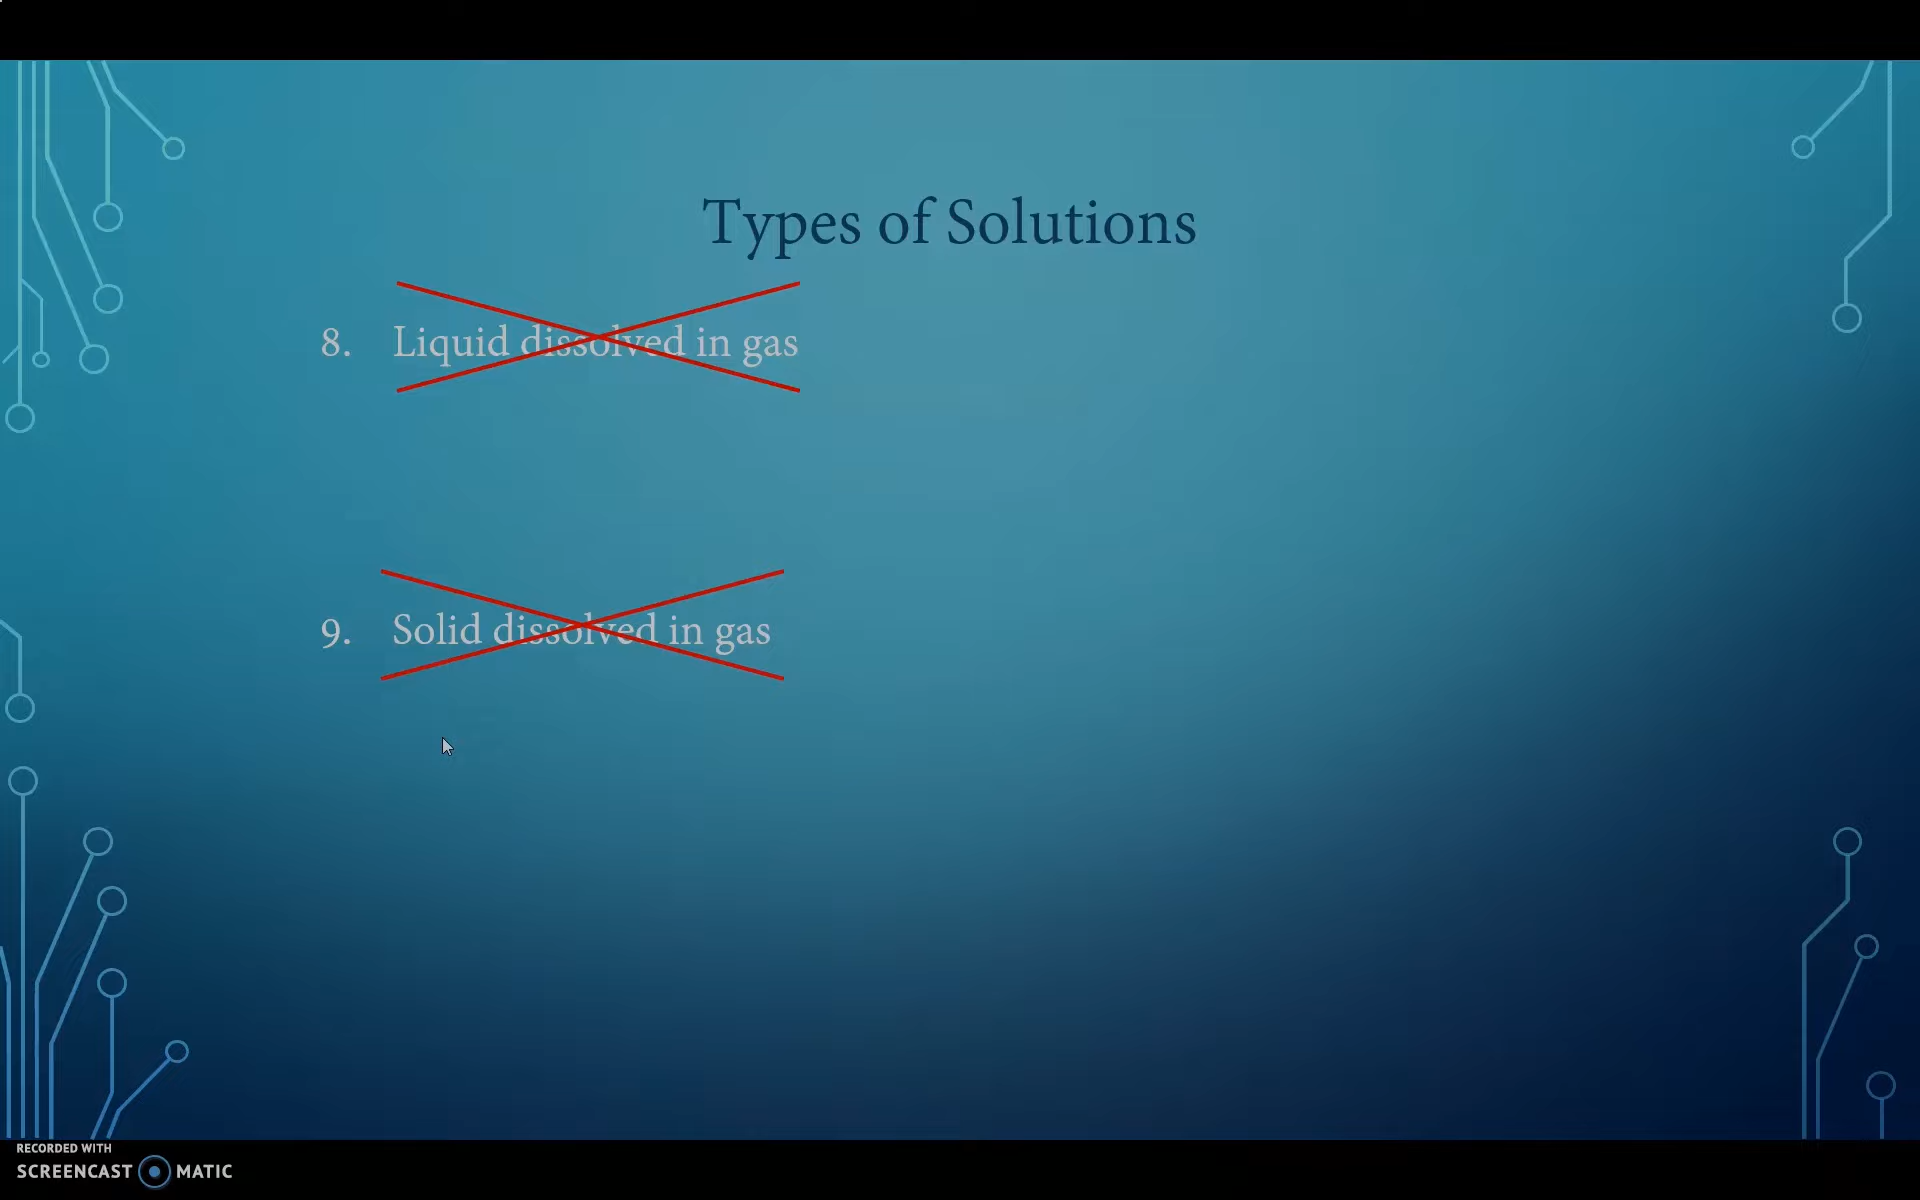 Types of Solutions
8. Liquid dissolved in gas
9. Solid dissolved in gas
RECORDED WITH
SCREENCAST MATIC